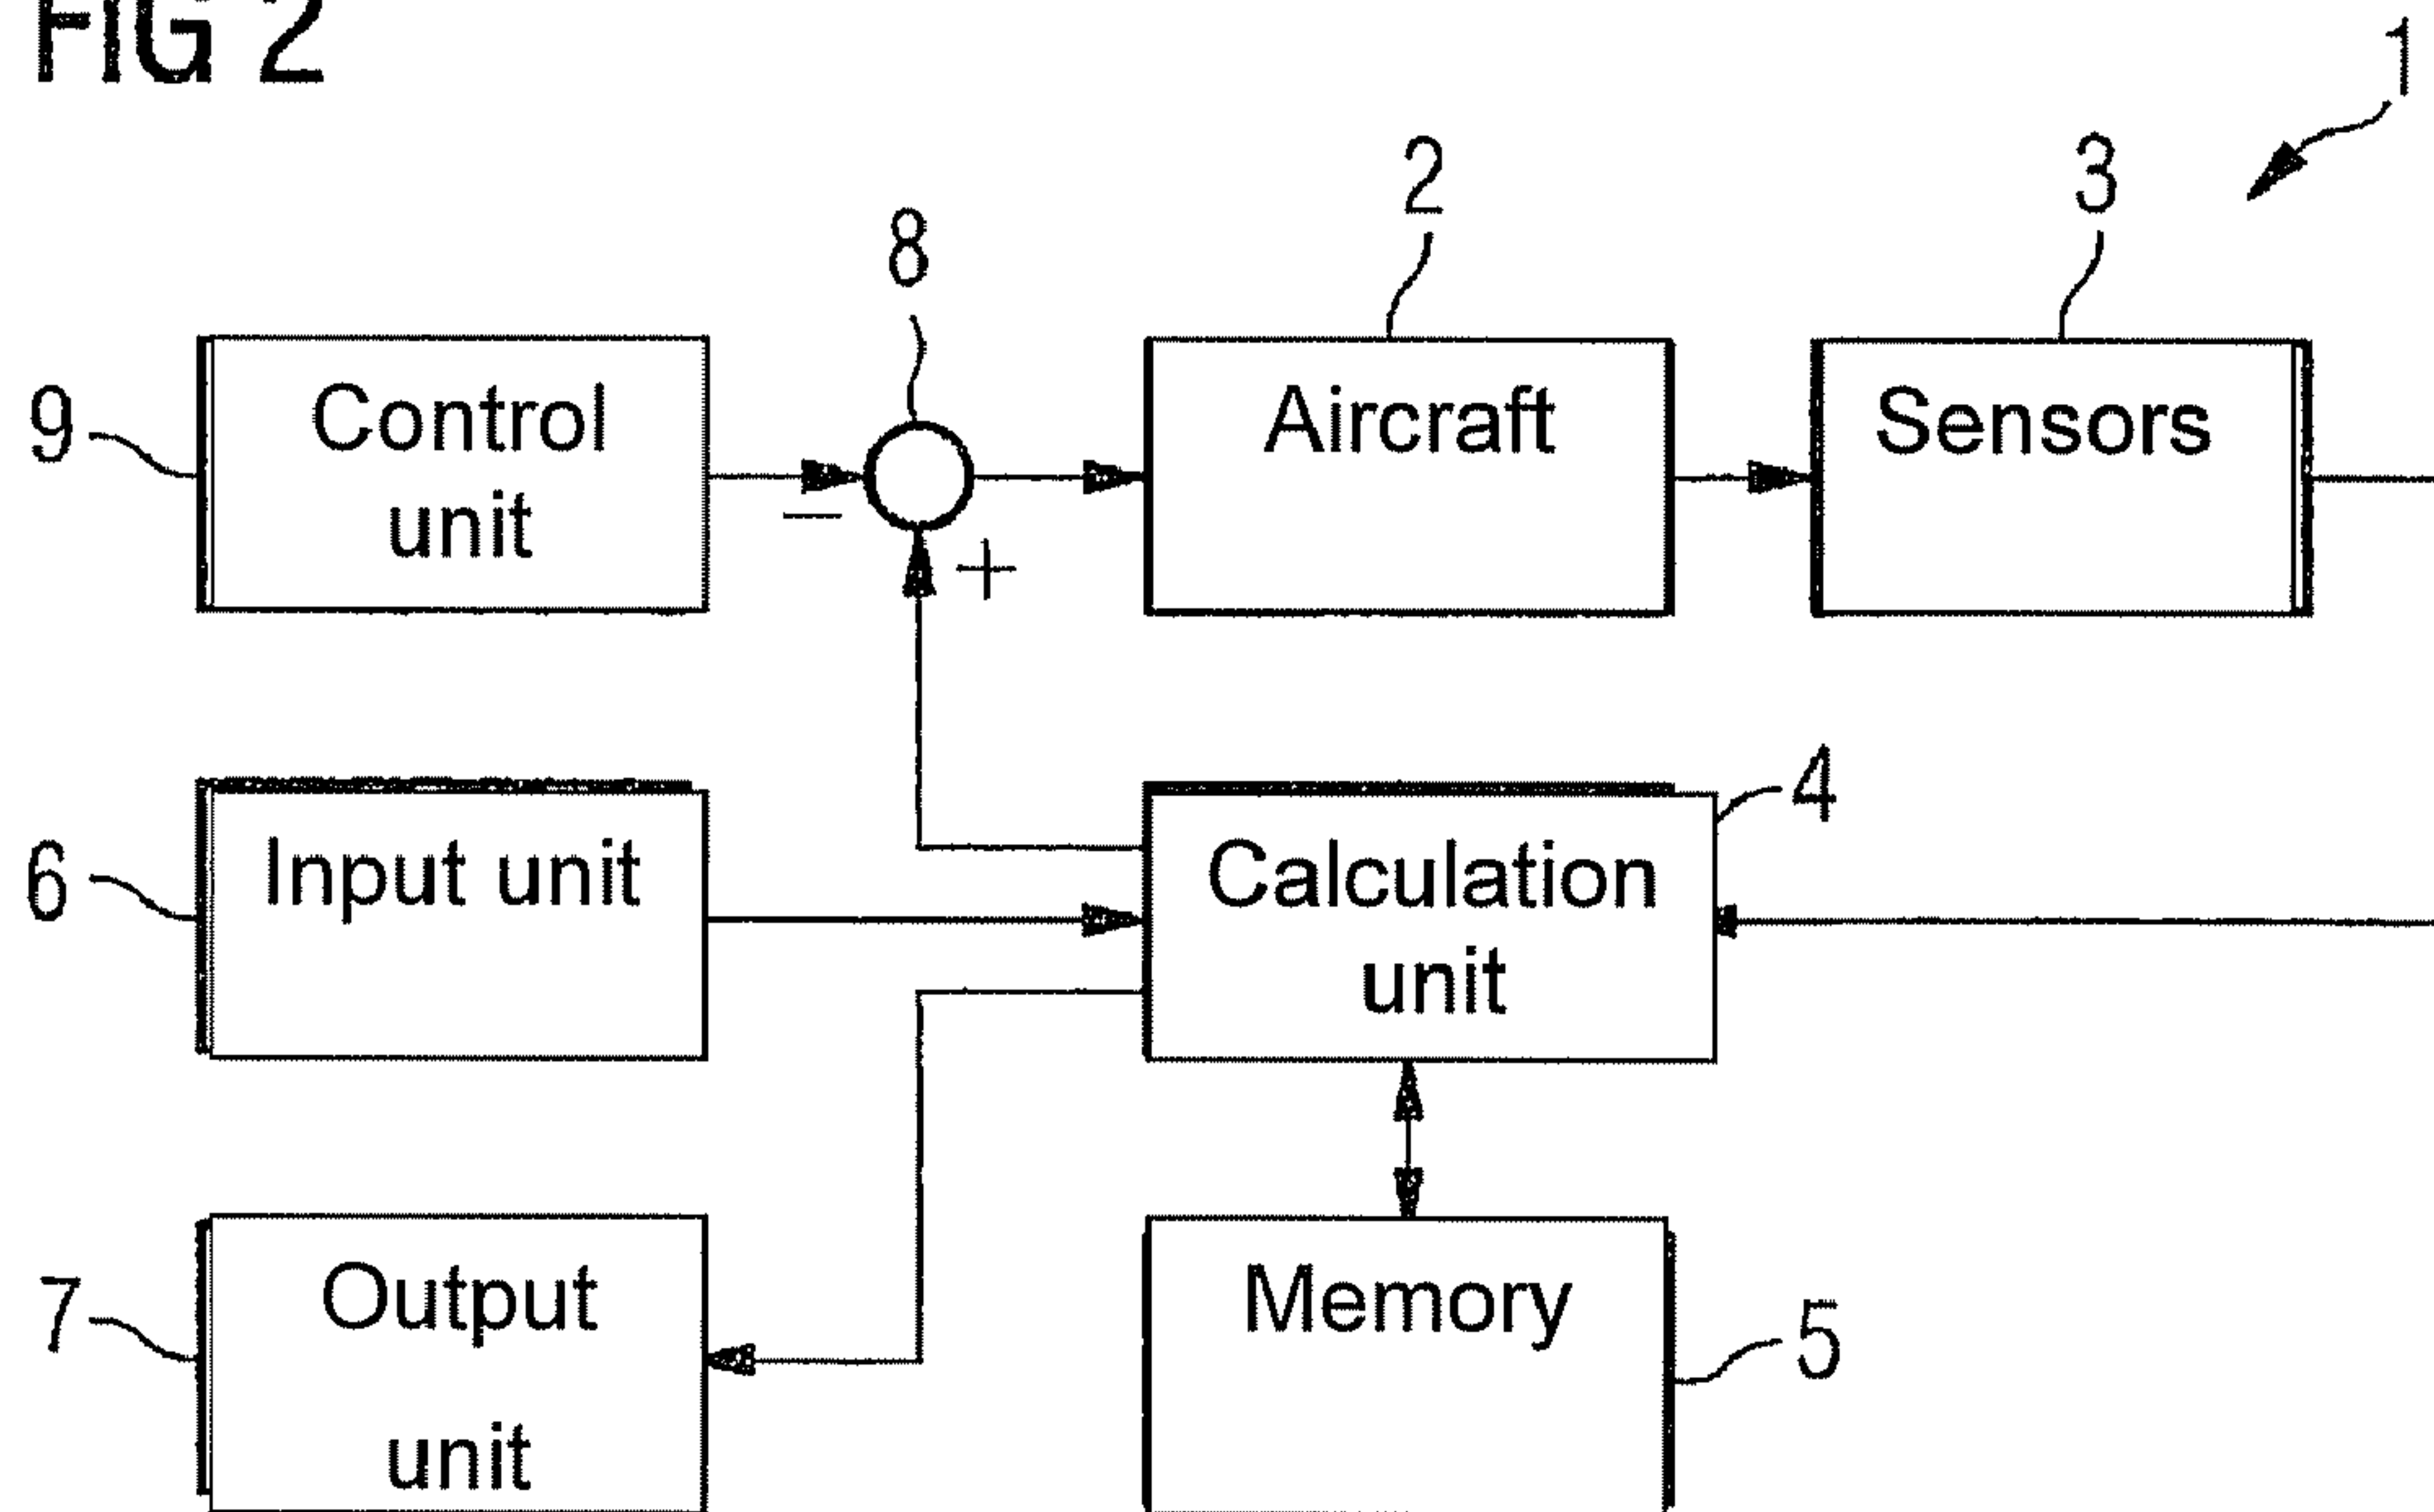 FIG 2
1
2
3
8
9
Control
unit
−
+
Aircraft
Sensors
4
6
Input unit
Calculation
unit
7
Output
unit
Memory
5